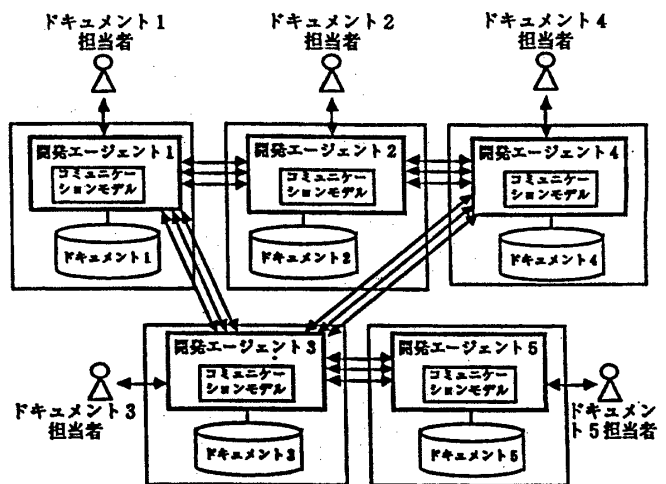 ドキュメント1
担当者
ドキュメント2
担当者
ドキュメント4
担当者
開発エージェント1
コミュニケー
ションモデル
ドキュメント1
開発エージェント2
コミュニケー
ションモデル
ドキュメント2
開発エージェント4
コミュニケー
ションモデル
ドキュメント4
開発エージェント3
コミュニケー
ションモデル
ドキュメント3
開発エージェント5
コミュニケー
ションモデル
ドキュメント5
ドキュメント3
担当者
ドキュメン
ト5担当者